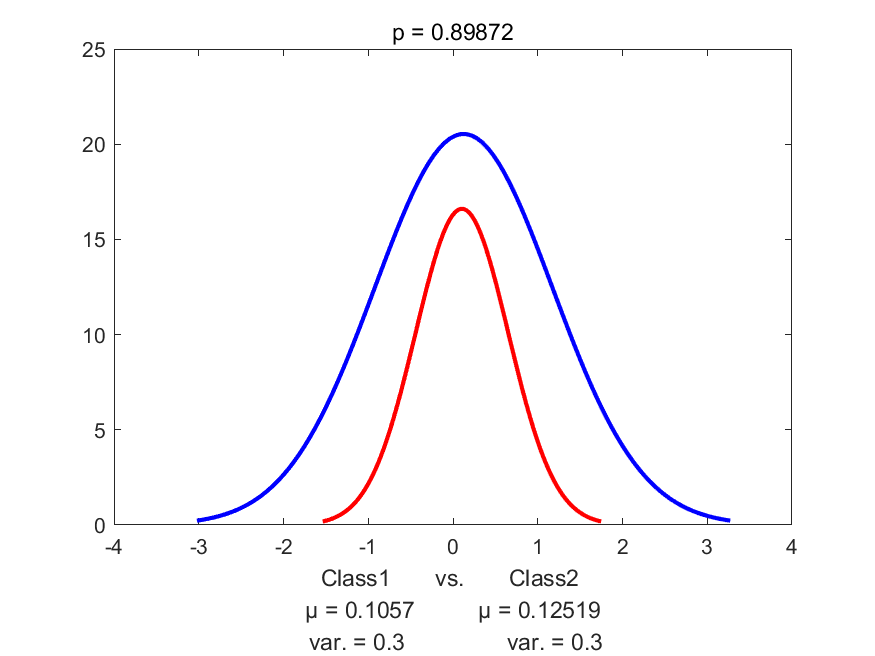 p = 0.89872
25
20
15
10
5
0
-4 -3 -2 -1 0 1 2 3 4
Class1 vs. Class2
μ = 0.1057 μ = 0.12519
var. = 0.3 var. = 0.3